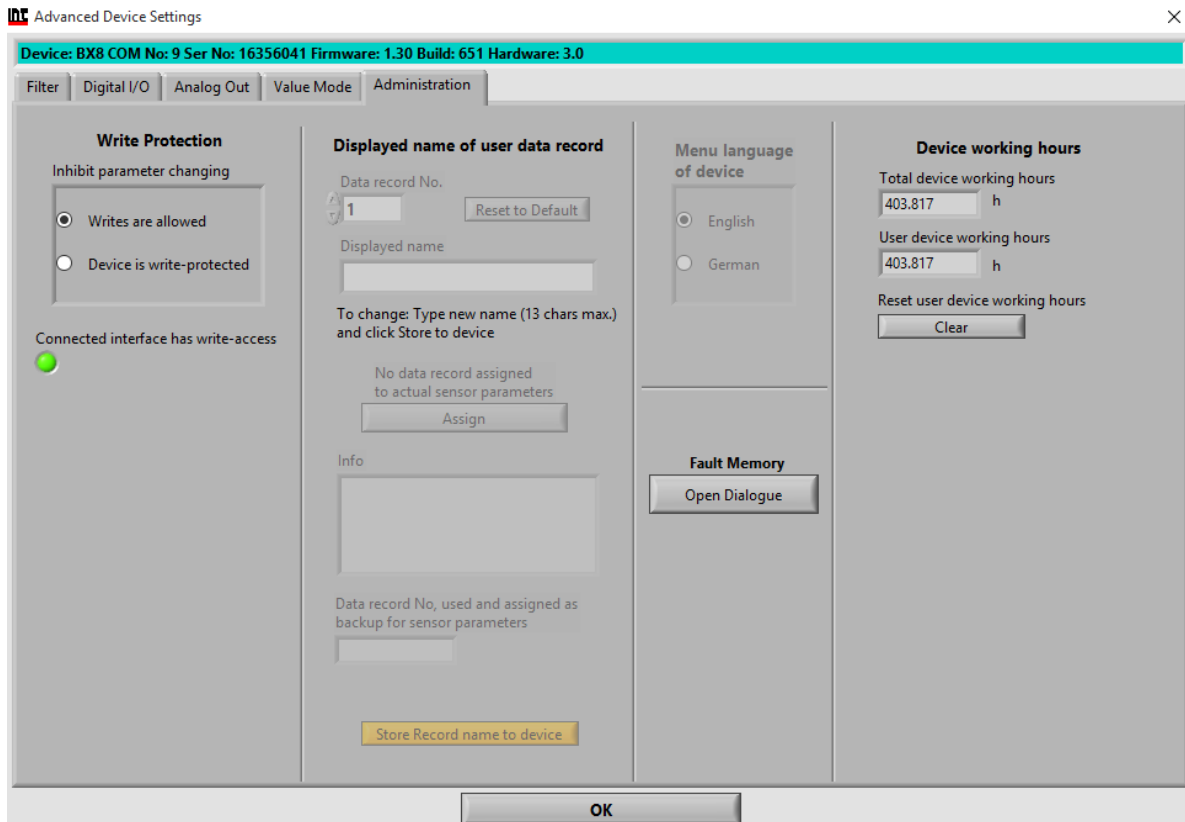 Advanced Device Settings
Device: BX8 COM No: 9 Ser No: 16356041 Firmware: 1.30 Build: 651 Hardware: 3.0
Filter
Digital I/O
Analog Out
Value Mode
Administration
Write Protection
Inhibit parameter changing
Writes are allowed
Device is write-protected
Connected interface has write-access
Displayed name of user data record
Data record No.
1
Reset to Default
Displayed name
To change: Type new name (13 chars max.)
and click Store to device
No data record assigned
to actual sensor parameters
Assign
Info
Data record No, used and assigned as
backup for sensor parameters
Store Record name to device
Menu language
of device
English
German
Fault Memory
Open Dialogue
Device working hours
Total device working hours
403.817 h
User device working hours
403.817 h
Reset user device working hours
Clear
OK